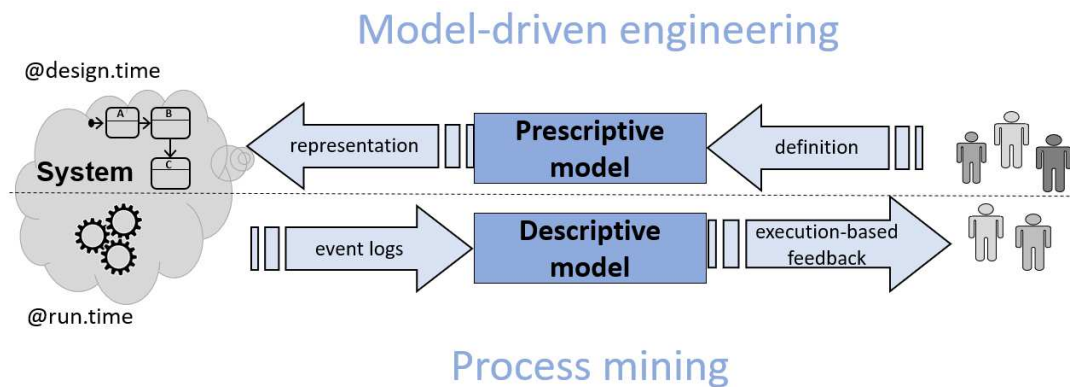 Model-driven engineering
@design.time
A
B
C
System
representation
Prescriptive
model
definition
event logs
Descriptive
model
execution-based
feedback
@run.time
Process mining